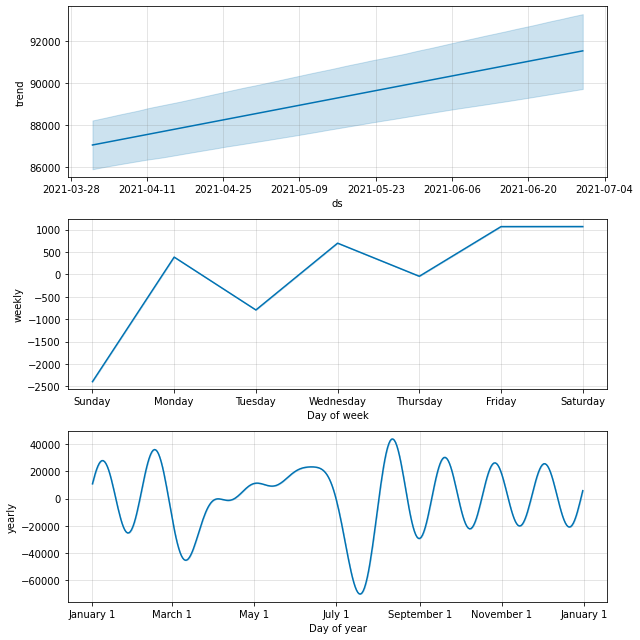 trend
92000
90000
88000
86000
2021-03-28 2021-04-11 2021-04-25 2021-05-09 2021-05-23 2021-06-06 2021-06-20 2021-07-04
ds
weekly
1000
500
0
−500
−1000
−1500
−2000
−2500
Sunday Monday Tuesday Wednesday Thursday Friday Saturday
Day of week
yearly
40000
20000
0
−20000
−40000
−60000
January 1 March 1 May 1 July 1 September 1 November 1 January 1
Day of year